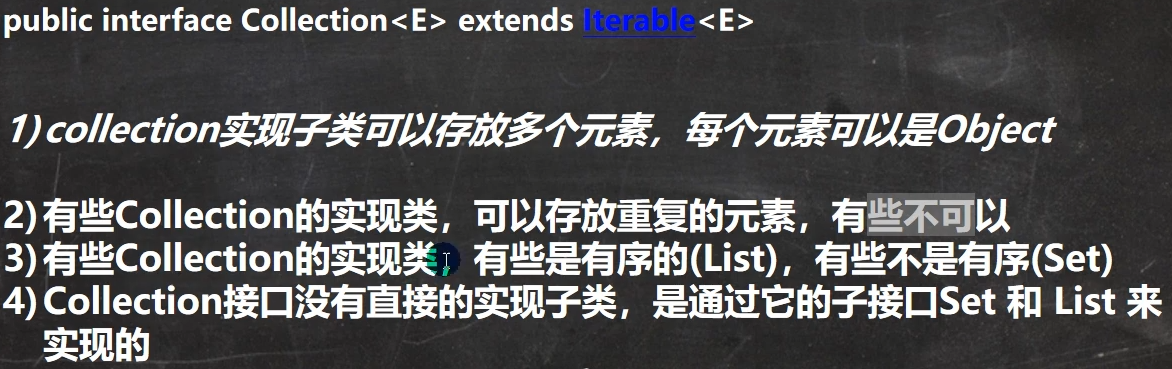 public interface Collection<E> extends Iterable<E>
1) collection实现子类可以存放多个元素，每个元素可以是Object
2) 有些Collection的实现类，可以存放重复的元素，有些不可以
3) 有些Collection的实现类，有些是有序的(List)，有些不是有序(Set)
4) Collection接口没有直接的实现子类，是通过它的子接口Set 和 List 来
实现的